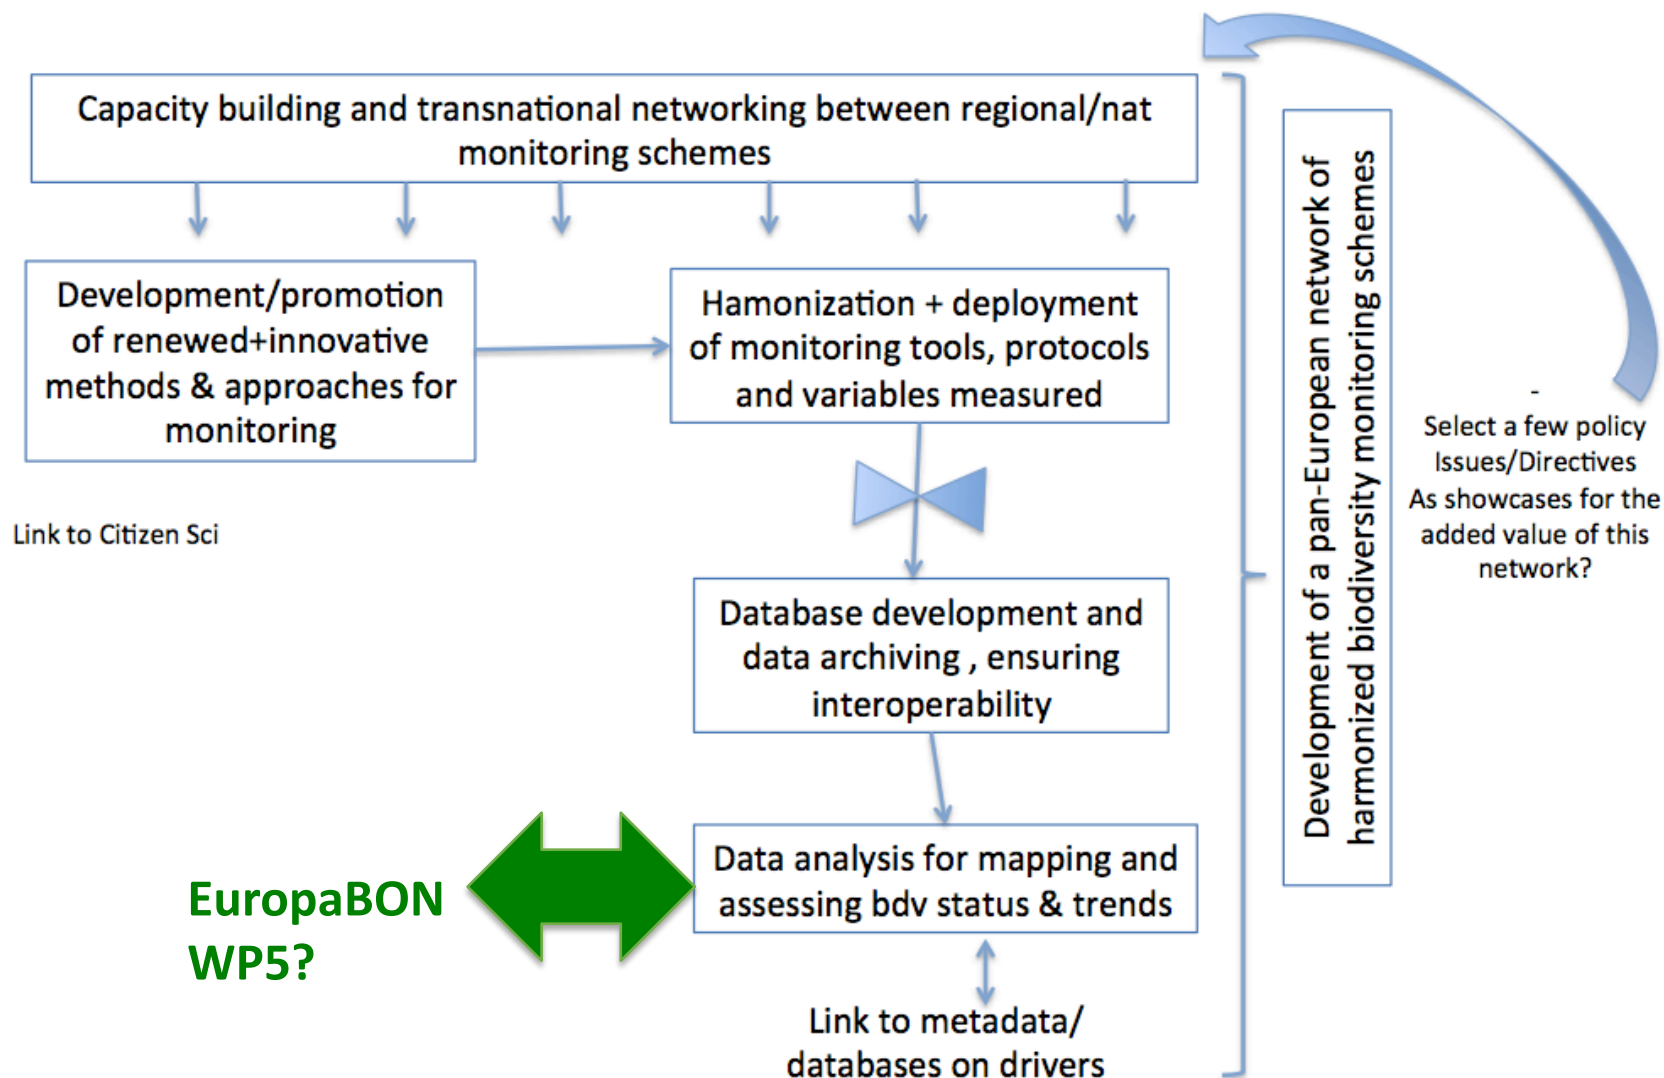 Capacity building and transnational networking between regional/nat
monitoring schemes
Development/promotion
of renewed+innovative
methods & approaches for
monitoring
Hamonization + deployment
of monitoring tools, protocols
and variables measured
Link to Citizen Sci
Database development and
data archiving , ensuring
interoperability
EuropaBON
WP5?
Data analysis for mapping and
assessing bdv status & trends
Link to metadata/
databases on drivers
Development of a pan-European network of
harmonized biodiversity monitoring schemes
-
Select a few policy
Issues/Directives
As showcases for the
added value of this
network?